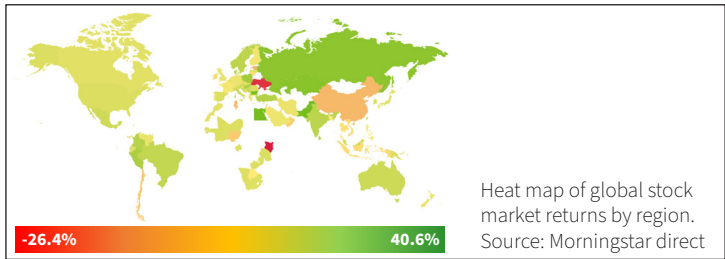 Heat map of global stock
market returns by region.
Source: Morningstar direct
-26.4% 40.6%